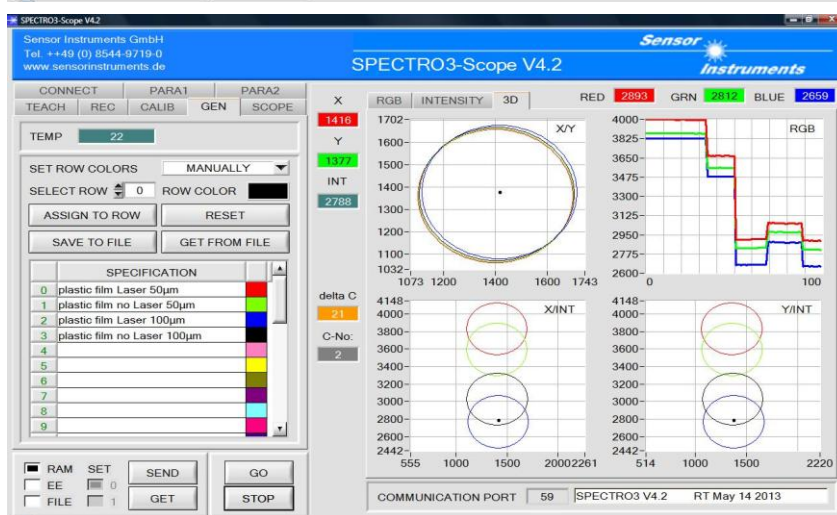 SPECTRO3-Scope V4.2
Sensor Instruments GmbH
Tel. ++49 (0) 8544-9719-0
www.sensorinstruments.de
SPECTRO3-Scope V4.2
Sensor
Instruments
CONNECT PARA1 PARA2
TEACH REC CALIB GEN SCOPE
TEMP 22
SET ROW COLORS MANUALLY
SELECT ROW 0 ROW COLOR
ASSIGN TO ROW RESET
SAVE TO FILE GET FROM FILE
SPECIFICATION
0 plastic film Laser 50µm
1 plastic film no Laser 50µm
2 plastic film Laser 100µm
3 plastic film no Laser 100µm
4
5
6
7
8
9
RAM SET
EE 0
FILE 1
SEND GO
GET STOP
X
1416
Y
1377
INT
2788
delta C
21
C-No:
2
RGB INTENSITY 3D
RED 2893 GRN 2812 BLUE 2659
X/Y
1702
1600
1500
1400
1300
1200
1100
1032
1073 1200 1400 1600 1743
RGB
4000
3825
3650
3475
3300
3125
2950
2775
2600
0 100
X/INT
4148
4000
3800
3600
3400
3200
3000
2800
2600
2442
555 1000 1500 2000 2261
Y/INT
4148
4000
3800
3600
3400
3200
3000
2800
2600
2442
514 1000 1500 2220
COMMUNICATION PORT 59 SPECTRO3 V4.2 RT May 14 2013